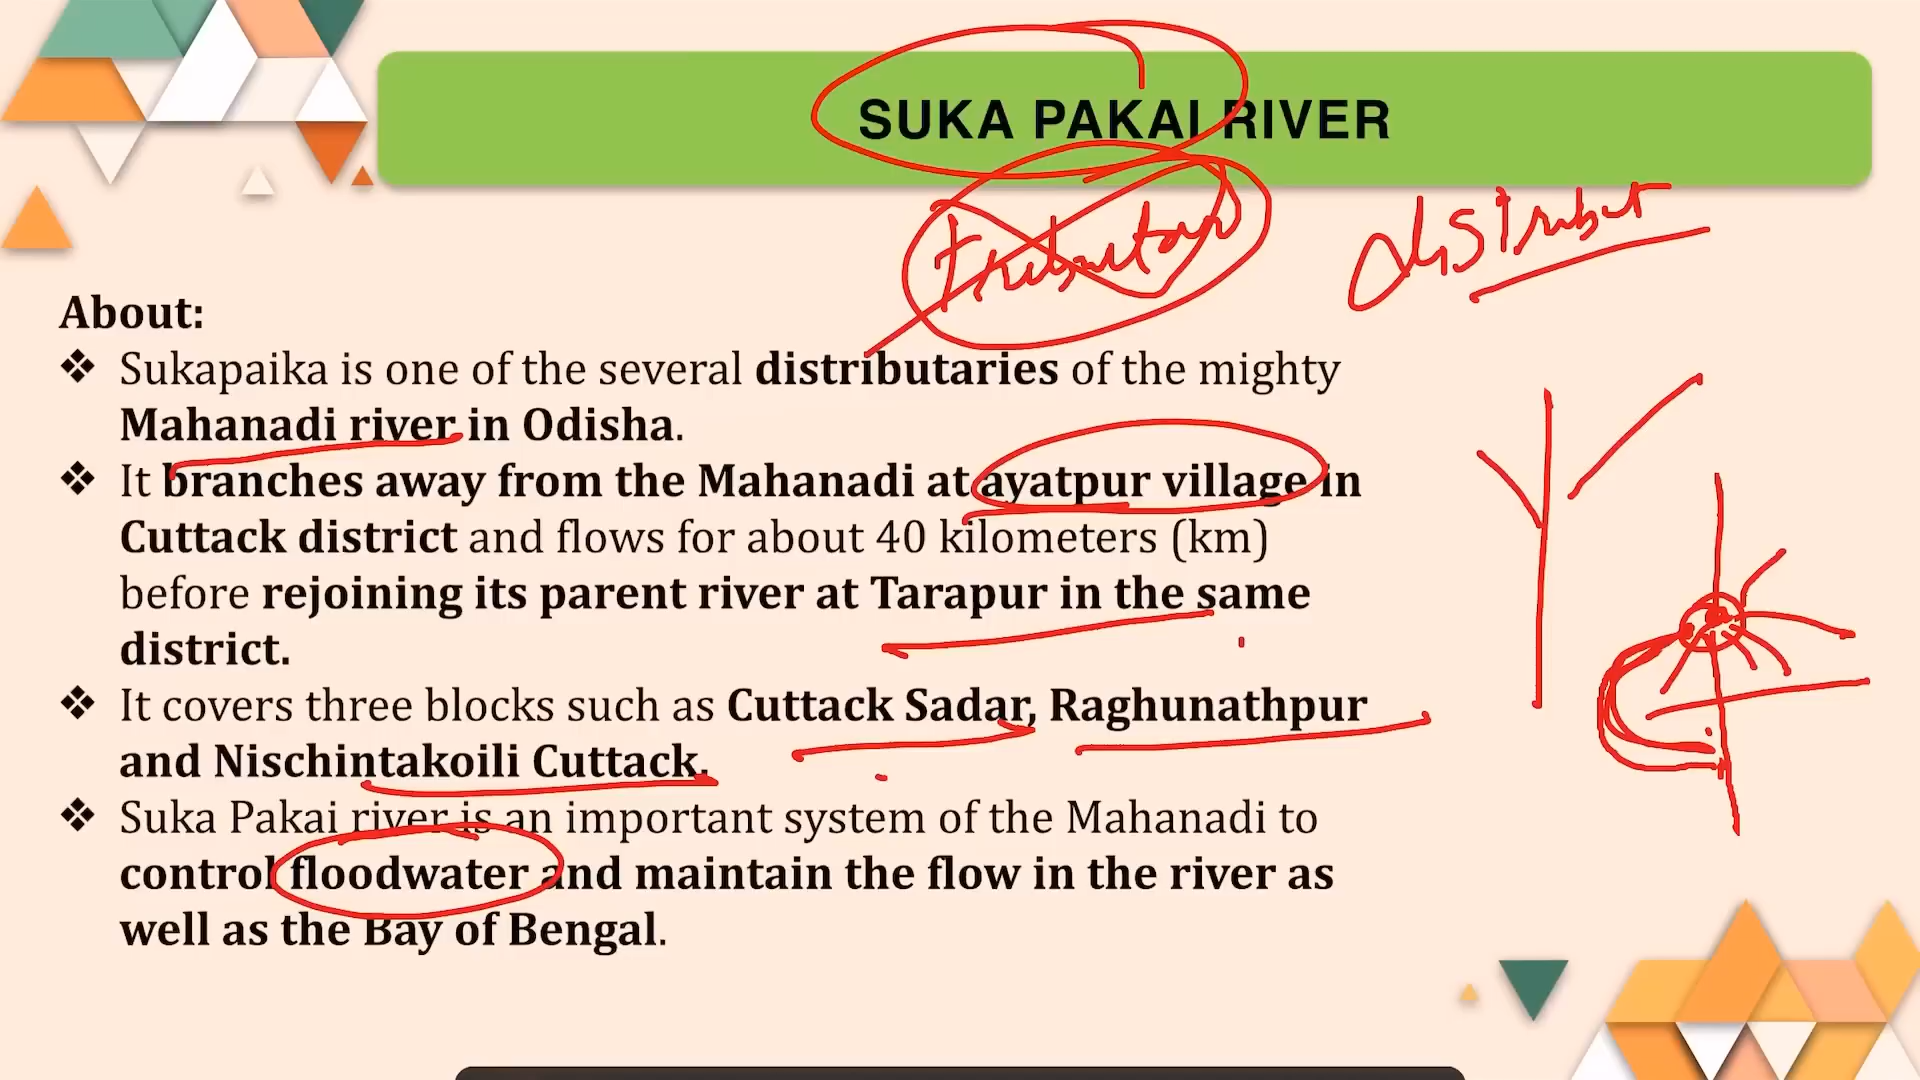 SUKA PAKAI RIVER
Tributary
distribut
About:
❖ Sukapaika is one of the several distributaries of the mighty
Mahanadi river in Odisha.
❖ It branches away from the Mahanadi at ayatpur village in
Cuttack district and flows for about 40 kilometers (km)
before rejoining its parent river at Tarapur in the same
district.
❖ It covers three blocks such as Cuttack Sadar, Raghunathpur
and Nischintakoili Cuttack.
❖ Suka Pakai river is an important system of the Mahanadi to
control floodwater and maintain the flow in the river as
well as the Bay of Bengal.